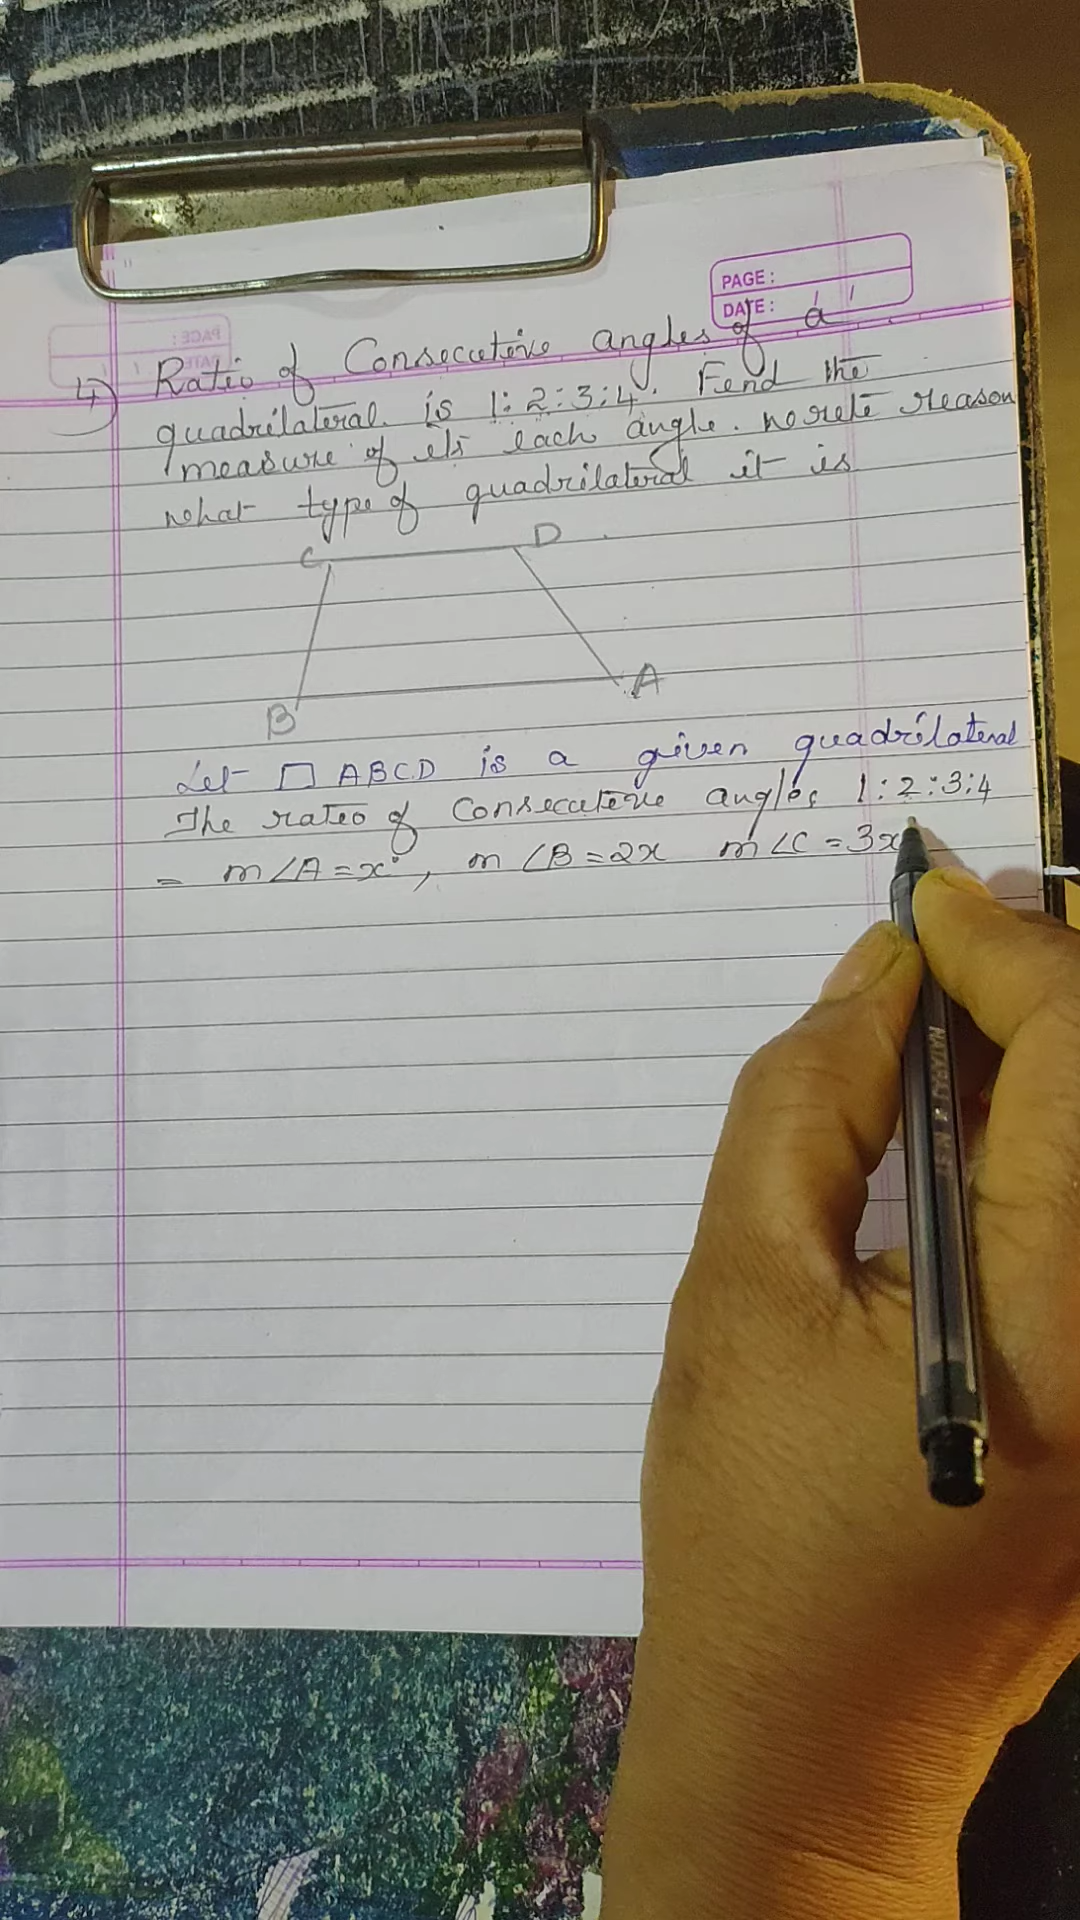 PAGE:
DATE: / /
4) Ratio of Consecutive angles of a
quadrilateral is 1:2:3:4. Find the
measure of its each angle. write reason
what type of quadrilateral it is
C D
A
B
Let □ ABCD is a given quadrilateral
The ratio of Consecutive angles 1:2:3:4
= m∠A = x°, m∠B = 2x m∠C = 3x